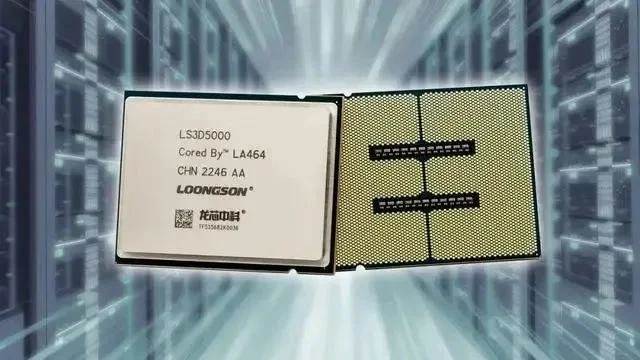 LS3D5000
Cored By™ LA464
CHN 2246 AA
LOONGSON®
龙芯中科®